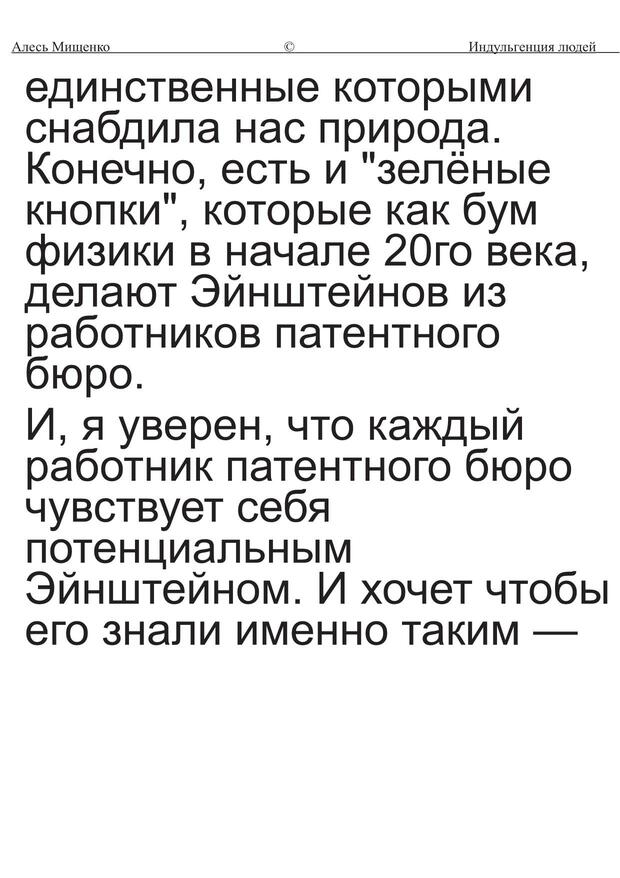 Алесь Мищенко © Индульгенция людей
единственные которыми
снабдила нас природа.
Конечно, есть и "зелёные
кнопки", которые как бум
физики в начале 20го века,
делают Эйнштейнов из
работников патентного
бюро.
И, я уверен, что каждый
работник патентного бюро
чувствует себя
потенциальным
Эйнштейном. И хочет чтобы
его знали именно таким —